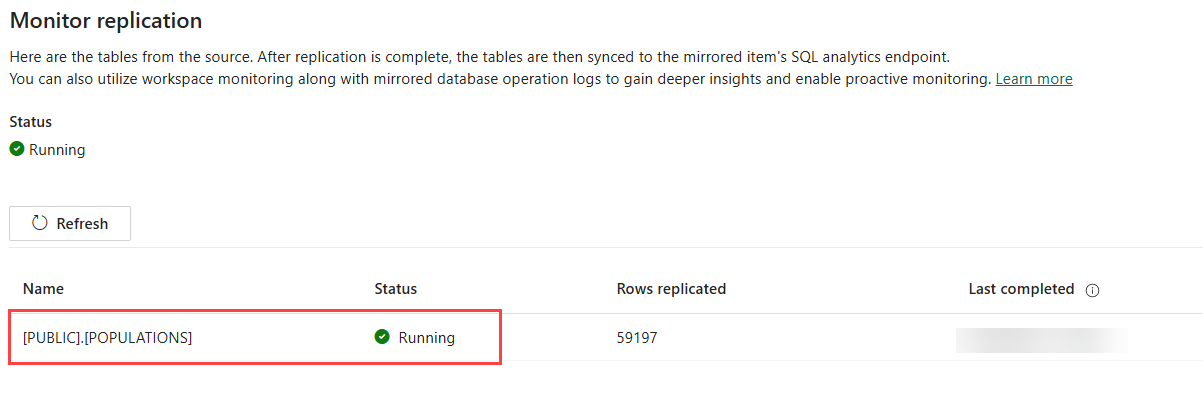 Monitor replication
Here are the tables from the source. After replication is complete, the tables are then synced to the mirrored item's SQL analytics endpoint.
You can also utilize workspace monitoring along with mirrored database operation logs to gain deeper insights and enable proactive monitoring. Learn more
Status
Running
Refresh
Name Status Rows replicated Last completed
[PUBLIC].[POPULATIONS] Running 59197